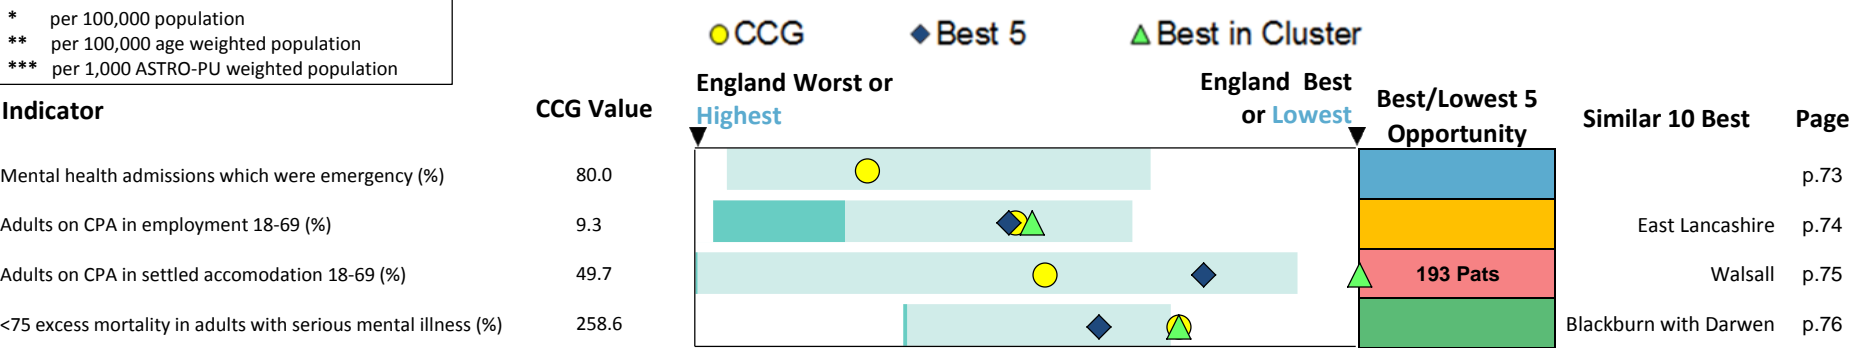 * per 100,000 population
** per 100,000 age weighted population
*** per 1,000 ASTRO-PU weighted population
CCG Best 5 Best in Cluster
Indicator CCG Value England Worst or Highest England Best or Lowest Best/Lowest 5 Opportunity Similar 10 Best Page
Mental health admissions which were emergency (%) 80.0 p.73
Adults on CPA in employment 18-69 (%) 9.3 East Lancashire p.74
Adults on CPA in settled accomodation 18-69 (%) 49.7 193 Pats Walsall p.75
<75 excess mortality in adults with serious mental illness (%) 258.6 Blackburn with Darwen p.76